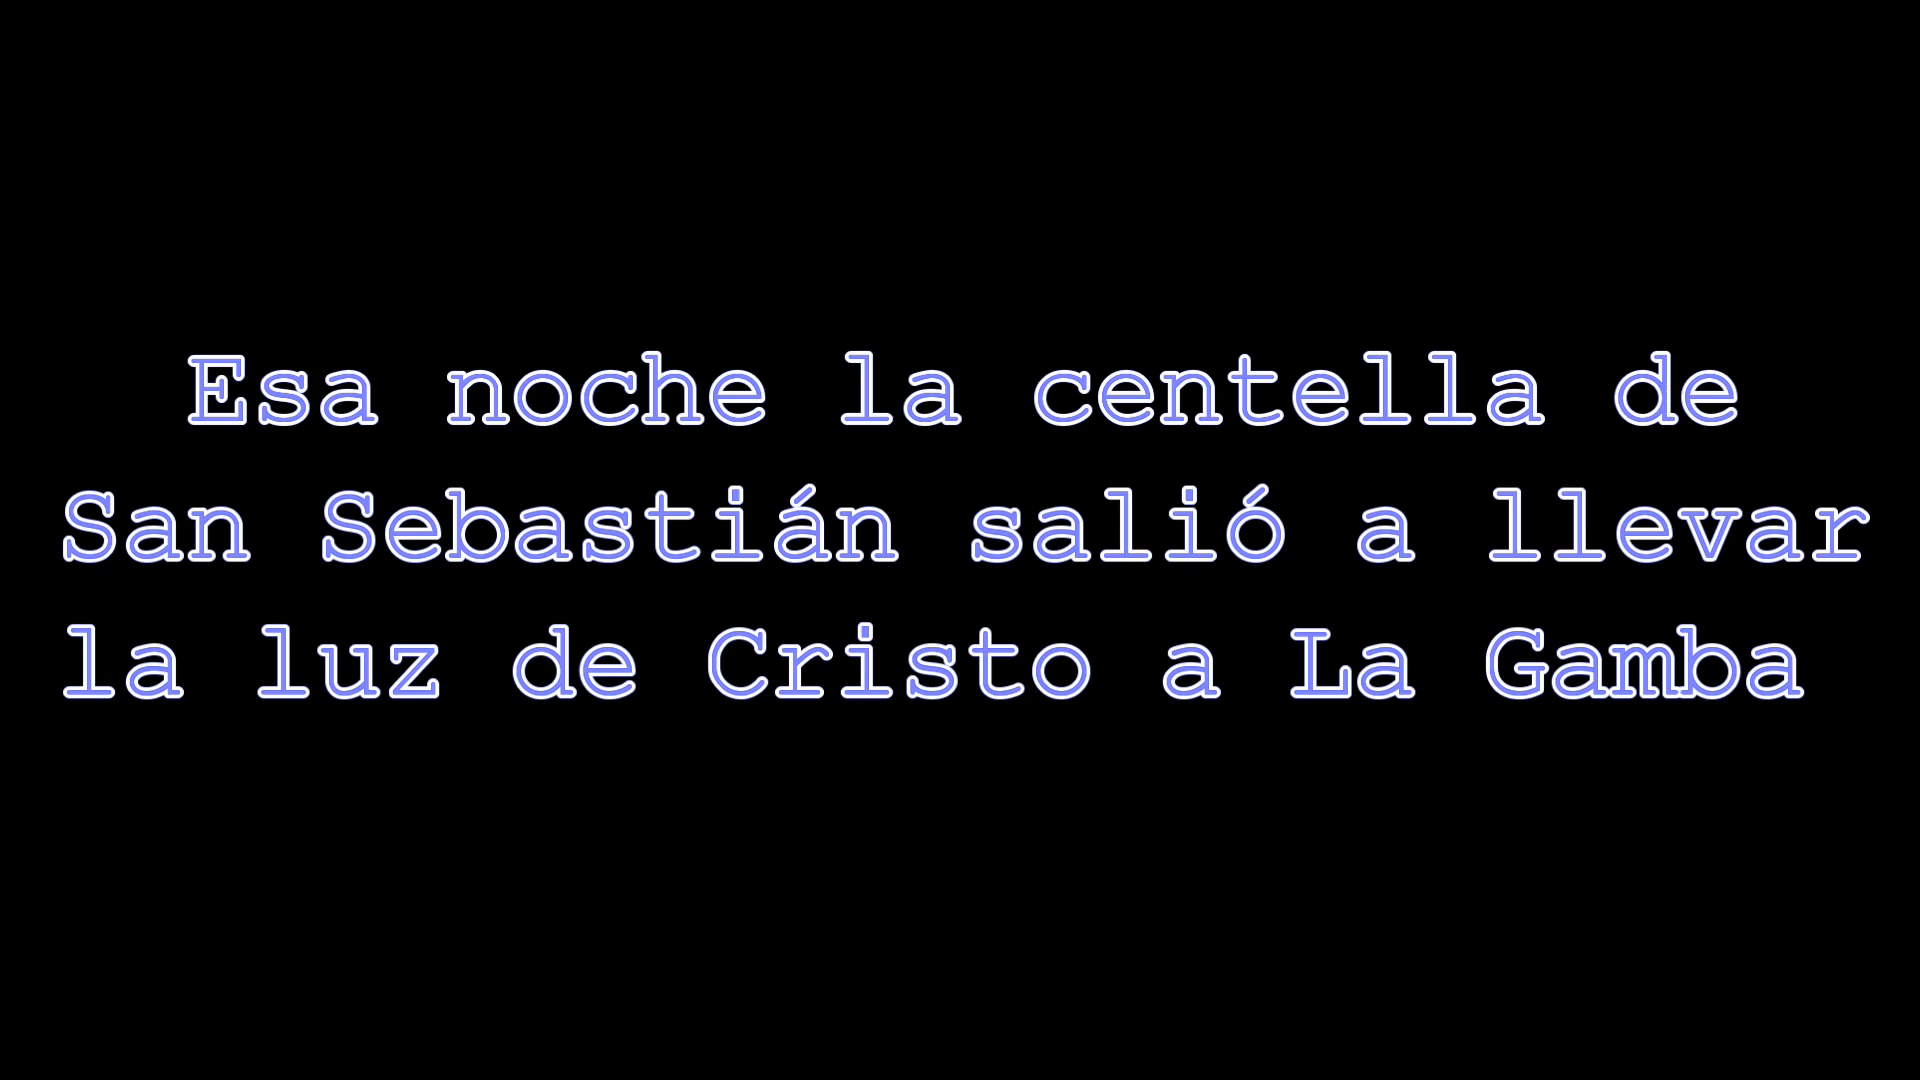 Esa noche la centella de
San Sebastián salió a llevar
la luz de Cristo a La Gamba